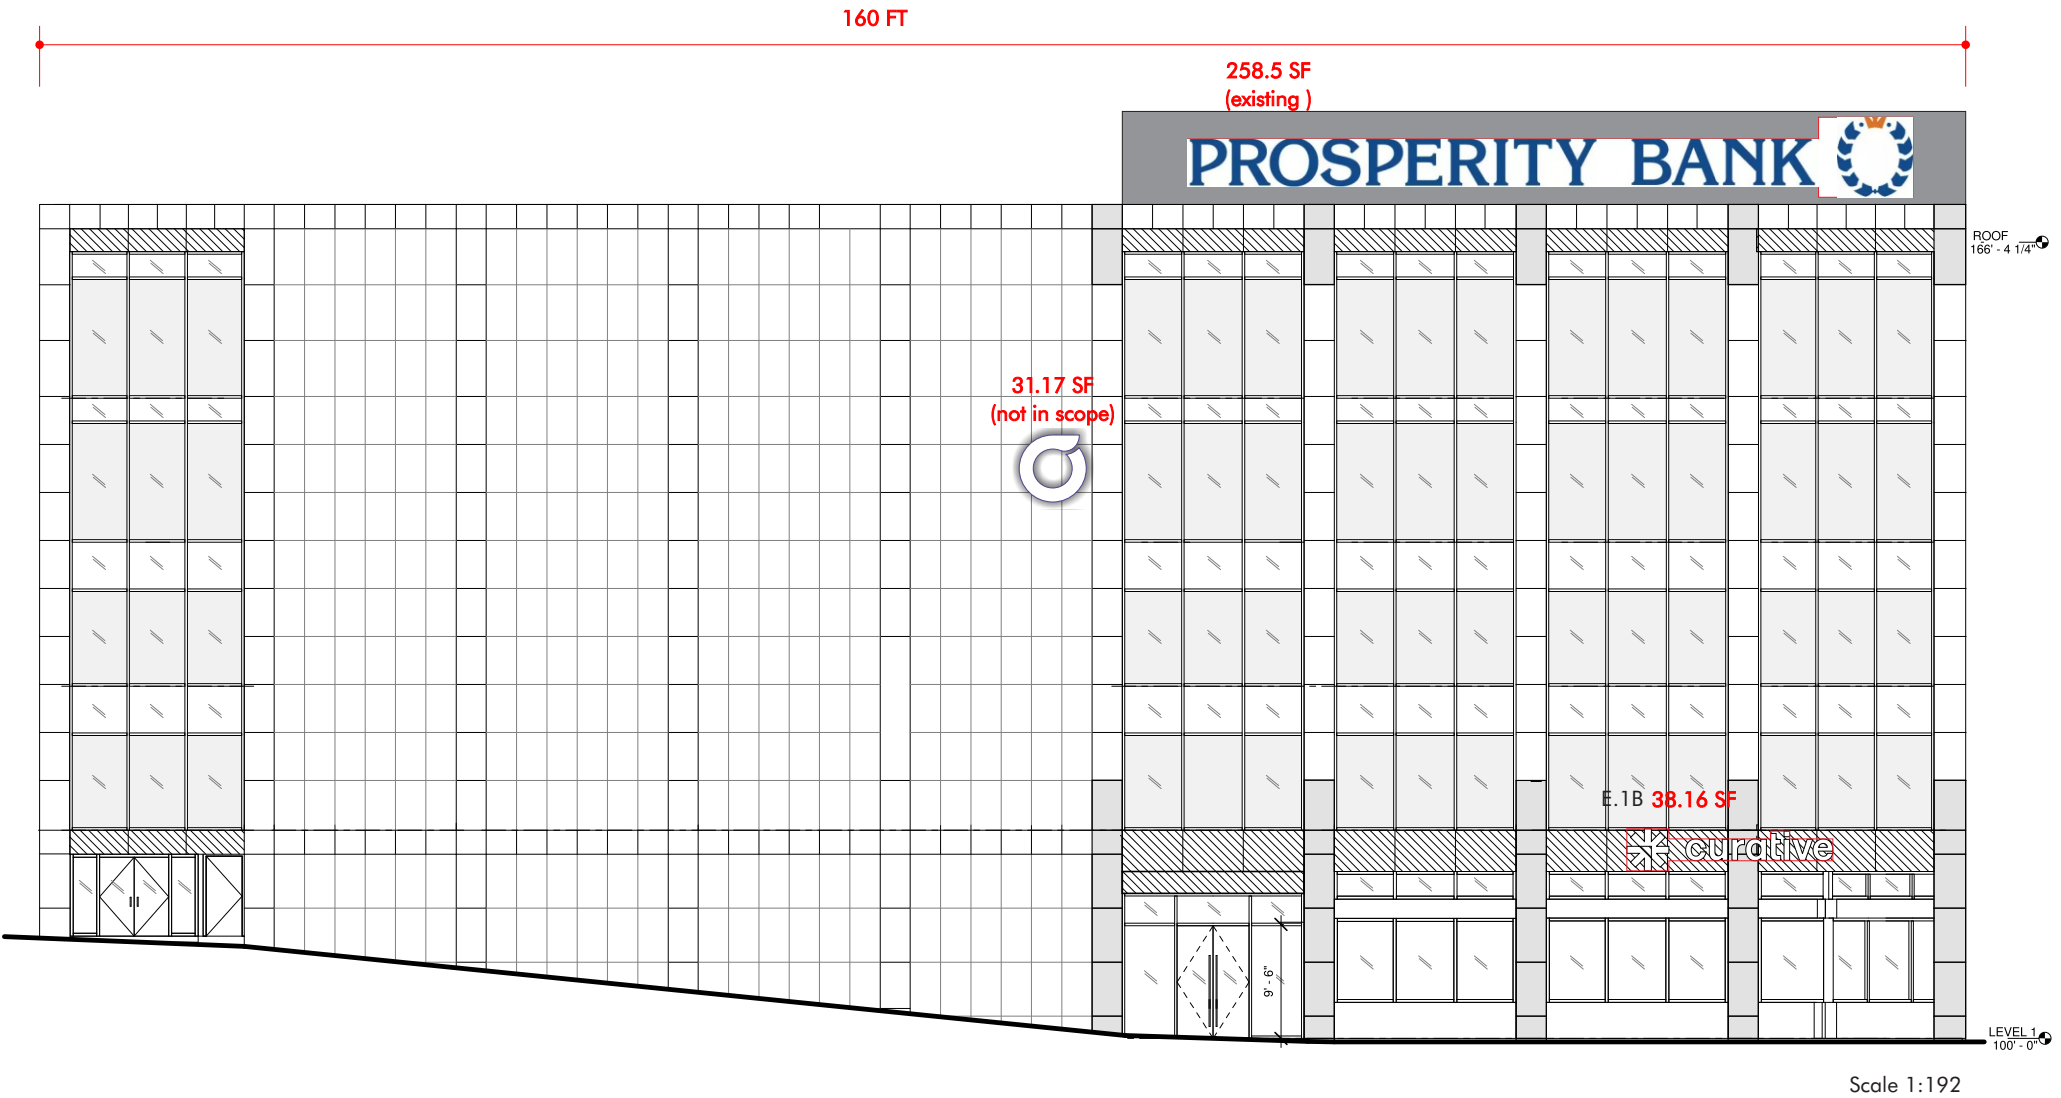 160 FT
258.5 SF
(existing )
PROSPERITY BANK
ROOF
166' - 4 1/4"
31.17 SF
(not in scope)
E.1B 38.16 SF
curative
9' - 6"
LEVEL 1
100' - 0"
Scale 1:192